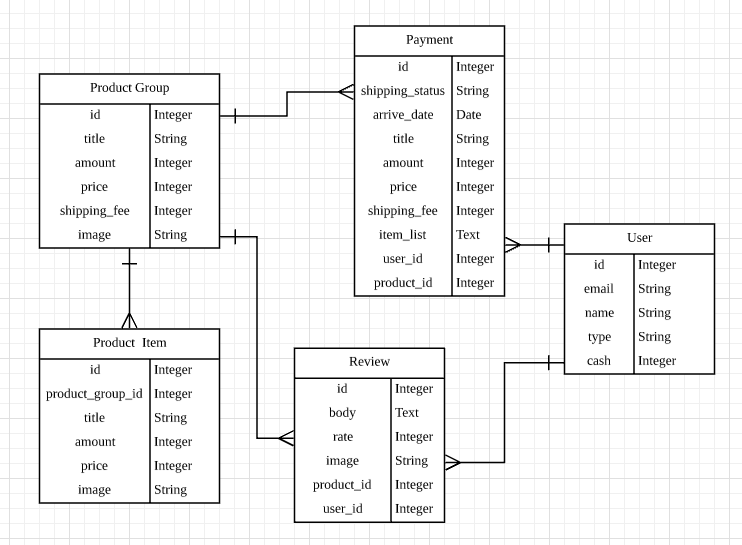 Payment
id Integer
shipping_status String
arrive_date Date
title String
amount Integer
price Integer
shipping_fee Integer
item_list Text
user_id Integer
product_id Integer
Product Group
id Integer
title String
amount Integer
price Integer
shipping_fee Integer
image String
User
id Integer
email String
name String
type String
cash Integer
Product Item
id Integer
product_group_id Integer
title String
amount Integer
price Integer
image String
Review
id Integer
body Text
rate Integer
image String
product_id Integer
user_id Integer